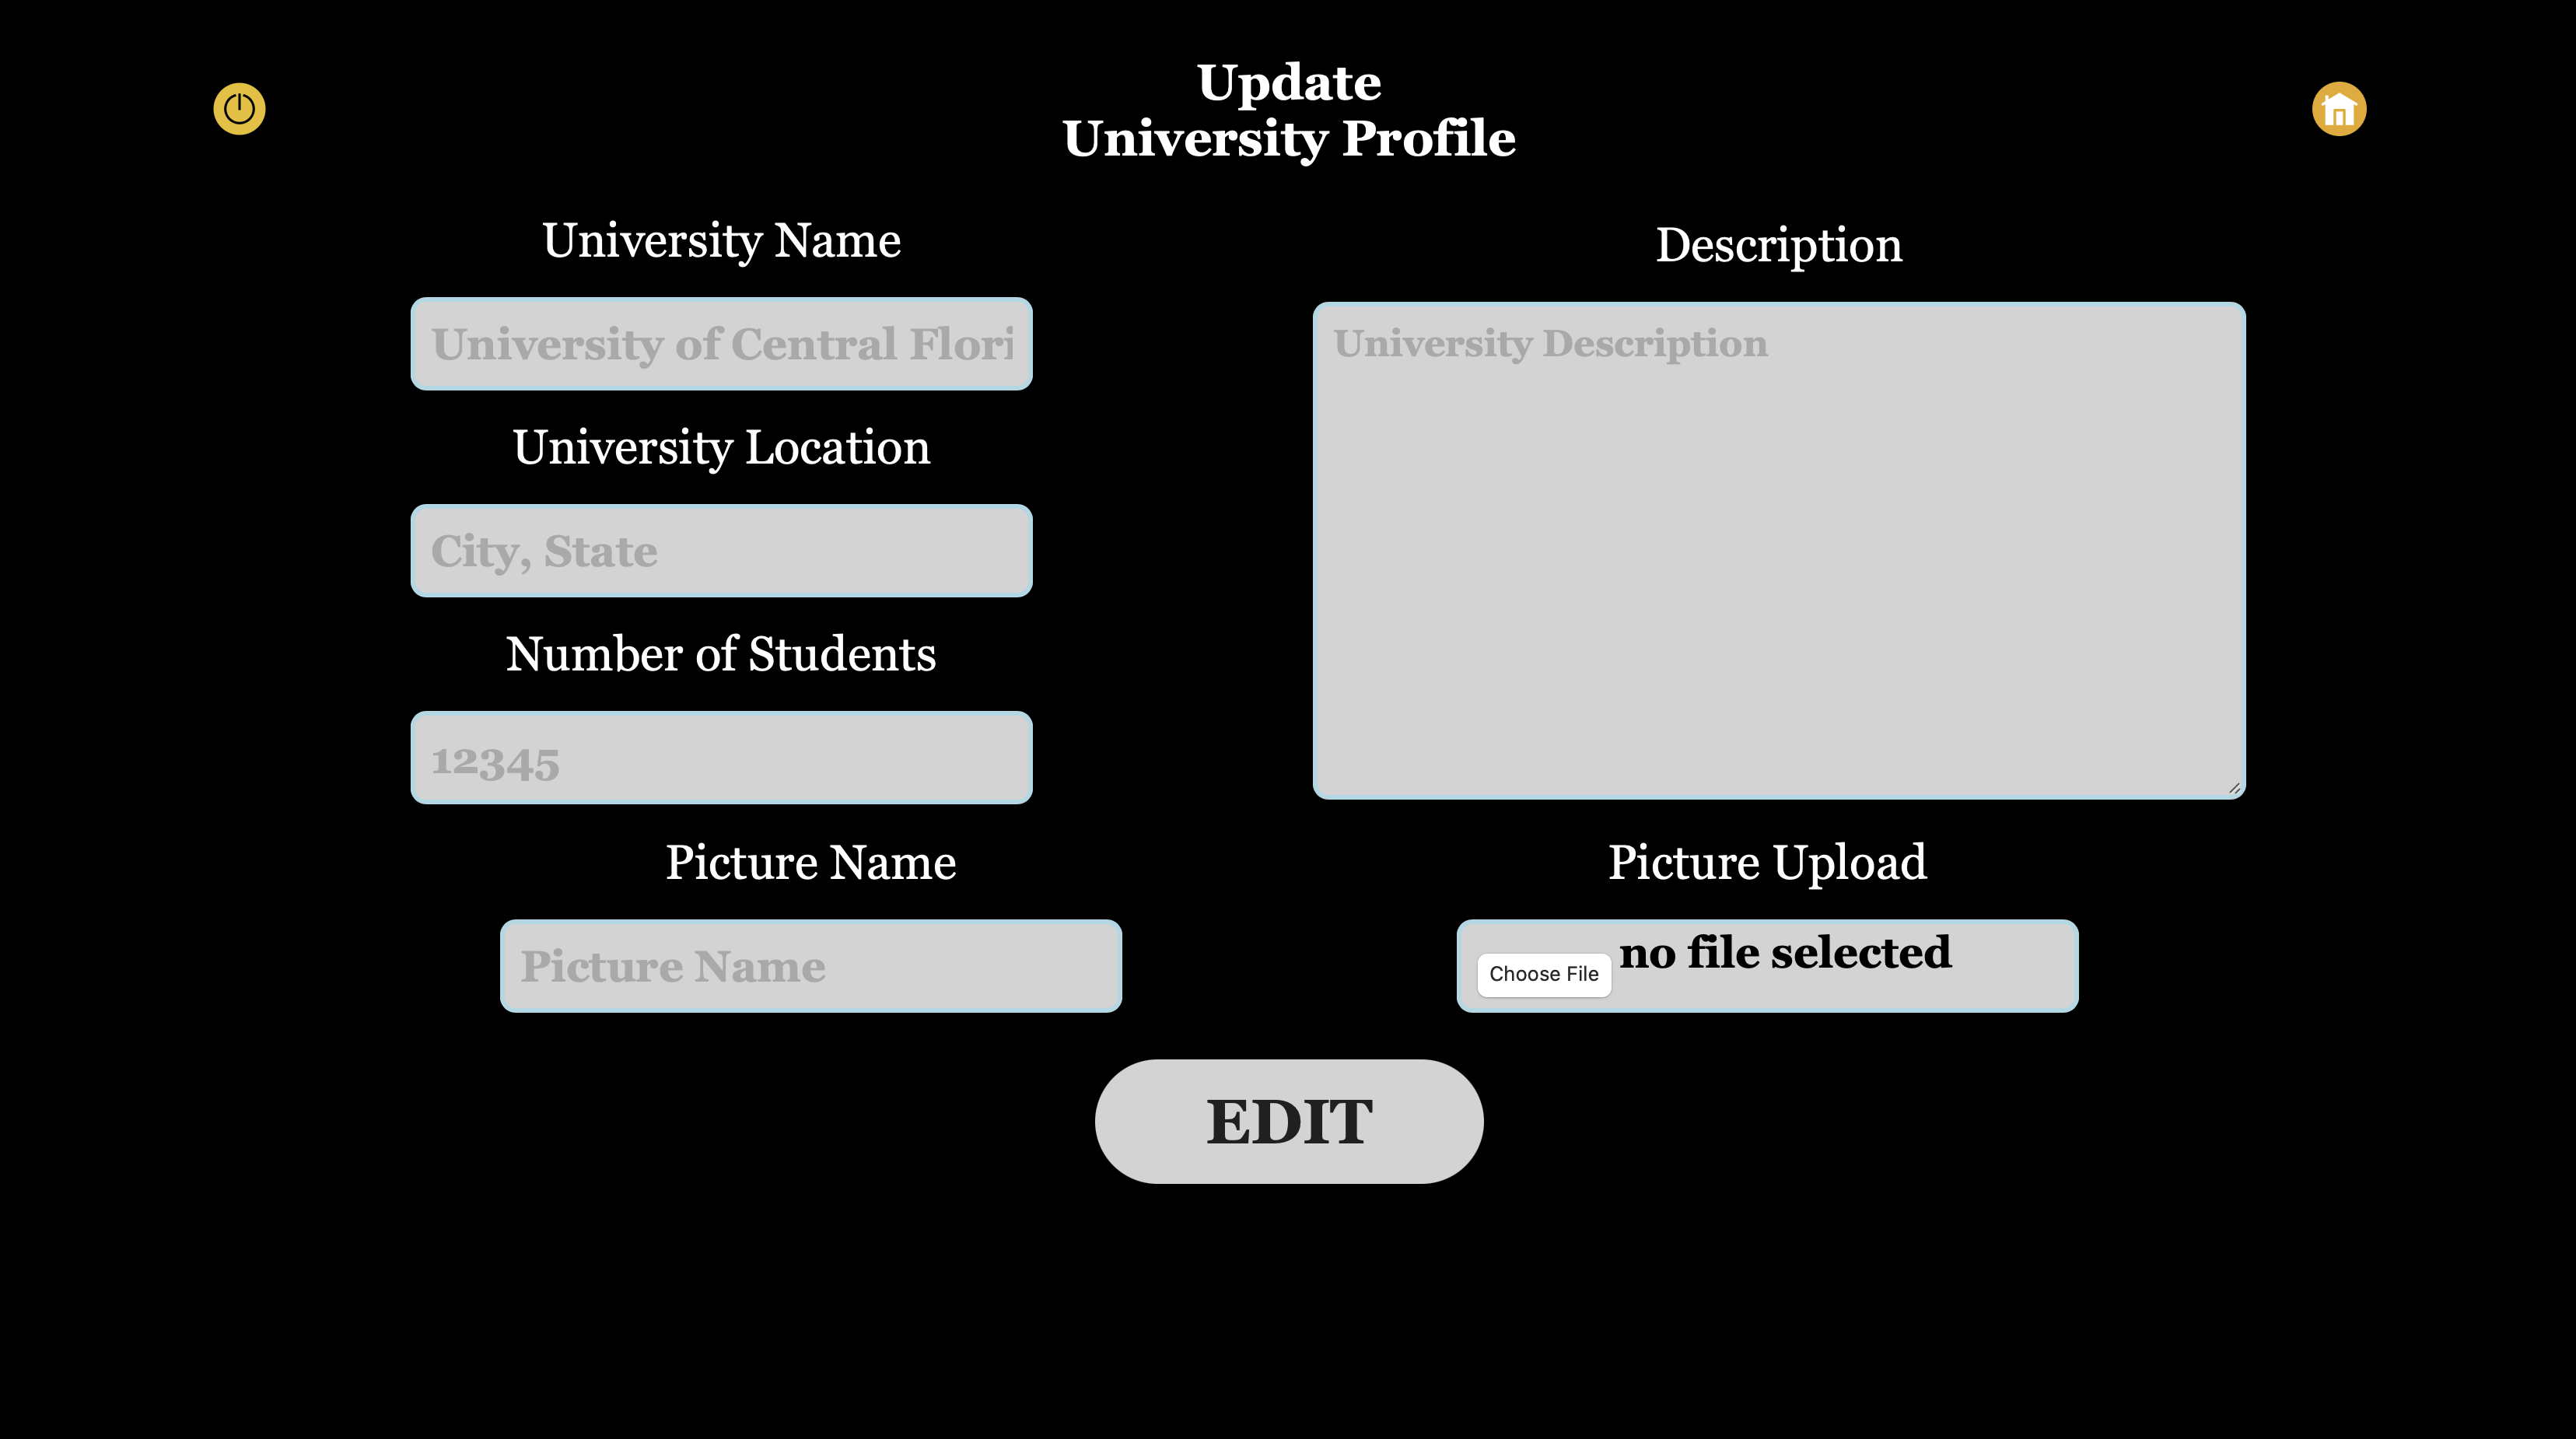 Update
University Profile
University Name
University of Central Flori
University Location
City, State
Number of Students
12345
Description
University Description
Picture Name
Picture Name
Picture Upload
Choose File no file selected
EDIT